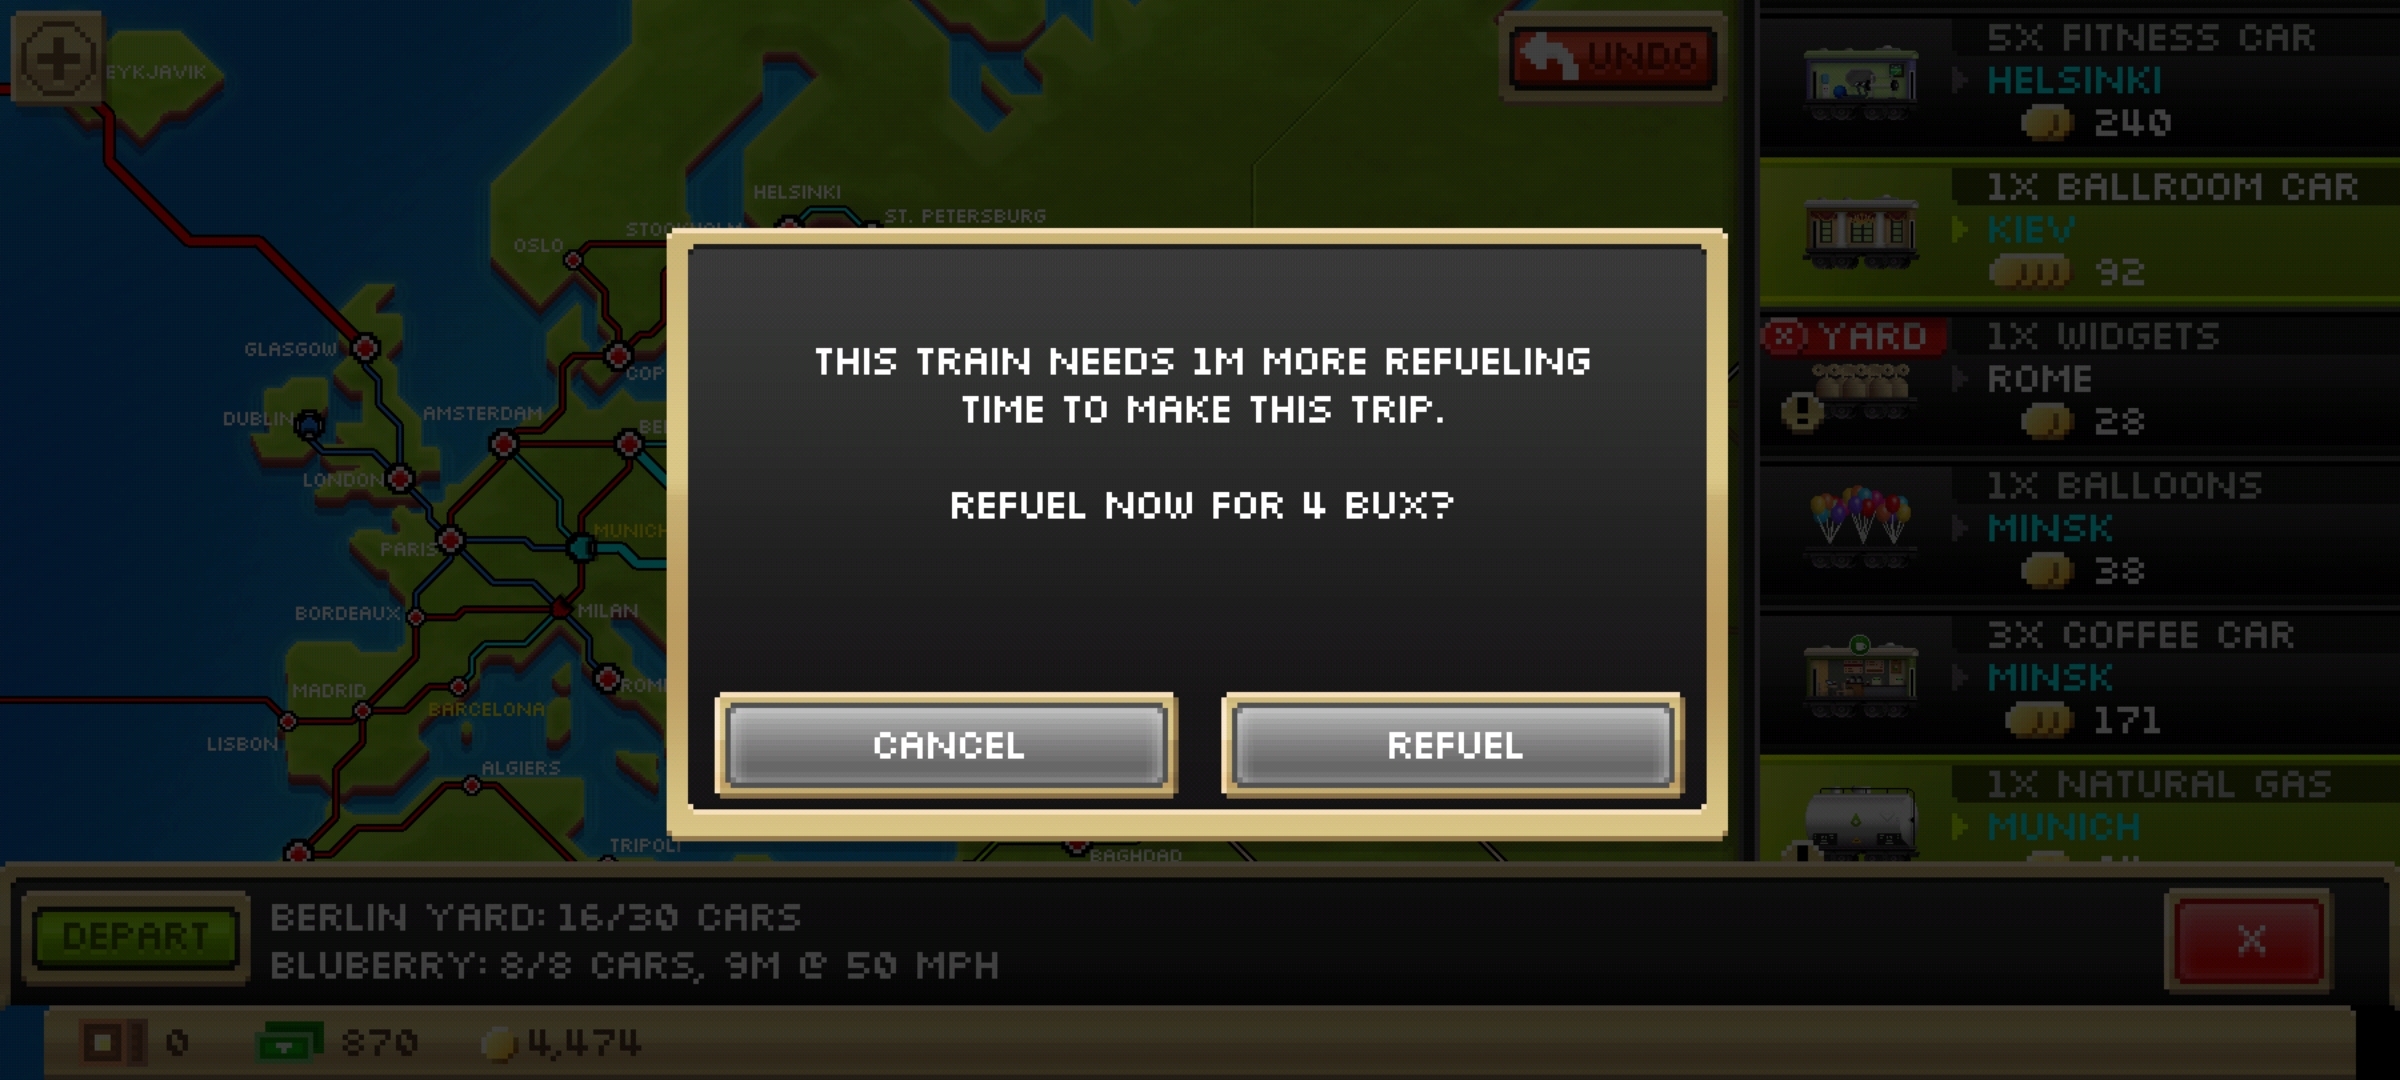 EYKJAVIK
UNDO
HELSINKI
ST. PETERSBURG
STOCKHOLM
OSLO
GLASGOW
COP
DUBLIN
AMSTERDAM
BER
LONDON
MUNICH
PARIS
BORDEAUX
MILAN
MADRID
ROME
BARCELONA
LISBON
ALGIERS
TRIPOLI
BAGHDAD
THIS TRAIN NEEDS 1M MORE REFUELING
TIME TO MAKE THIS TRIP.
REFUEL NOW FOR 4 BUX?
CANCEL
REFUEL
5X FITNESS CAR
HELSINKI
240
1X BALLROOM CAR
KIEV
92
YARD
1X WIDGETS
ROME
28
1X BALLOONS
MINSK
38
3X COFFEE CAR
MINSK
171
1X NATURAL GAS
MUNICH
DEPART
BERLIN YARD: 16/30 CARS
BLUBERRY: 8/8 CARS, 9M @ 50 MPH
X
0
870
4,474